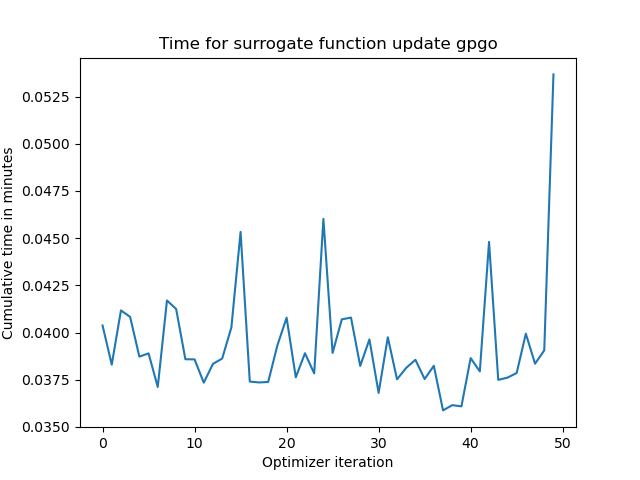 Time for surrogate function update gpgo
Cumulative time in minutes
0.0525
0.0500
0.0475
0.0450
0.0425
0.0400
0.0375
0.0350
0 10 20 30 40 50
Optimizer iteration